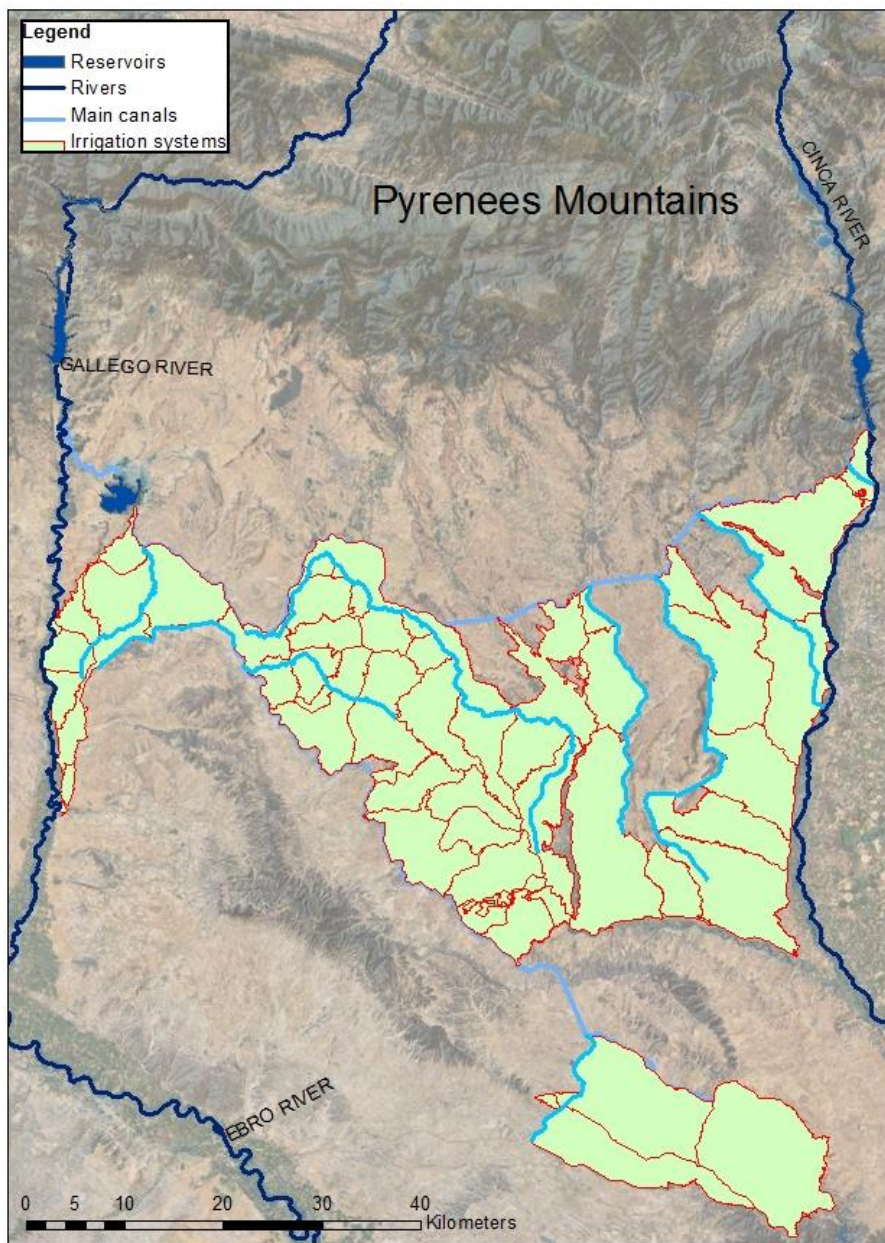 Legend
Reservoirs
Rivers
Main canals
Irrigation systems
CINCA RIVER
Pyrenees Mountains
GALLEGO RIVER
EBRO RIVER
0 5 10 20 30 40
Kilometers